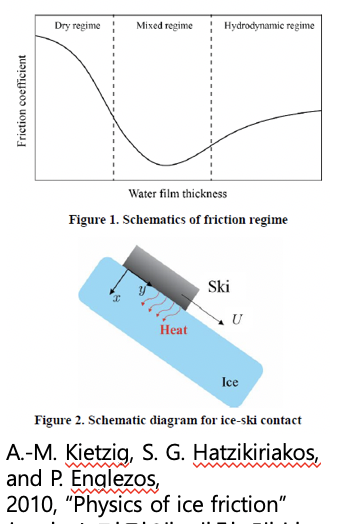 Dry regime Mixed regime Hydrodynamic regime
Friction coefficient
Water film thickness
Figure 1. Schematics of friction regime
Ski
x y U
Heat
Ice
Figure 2. Schematic diagram for ice-ski contact
A.-M. Kietzig, S. G. Hatzikiriakos,
and P. Englezos,
2010, “Physics of ice friction”